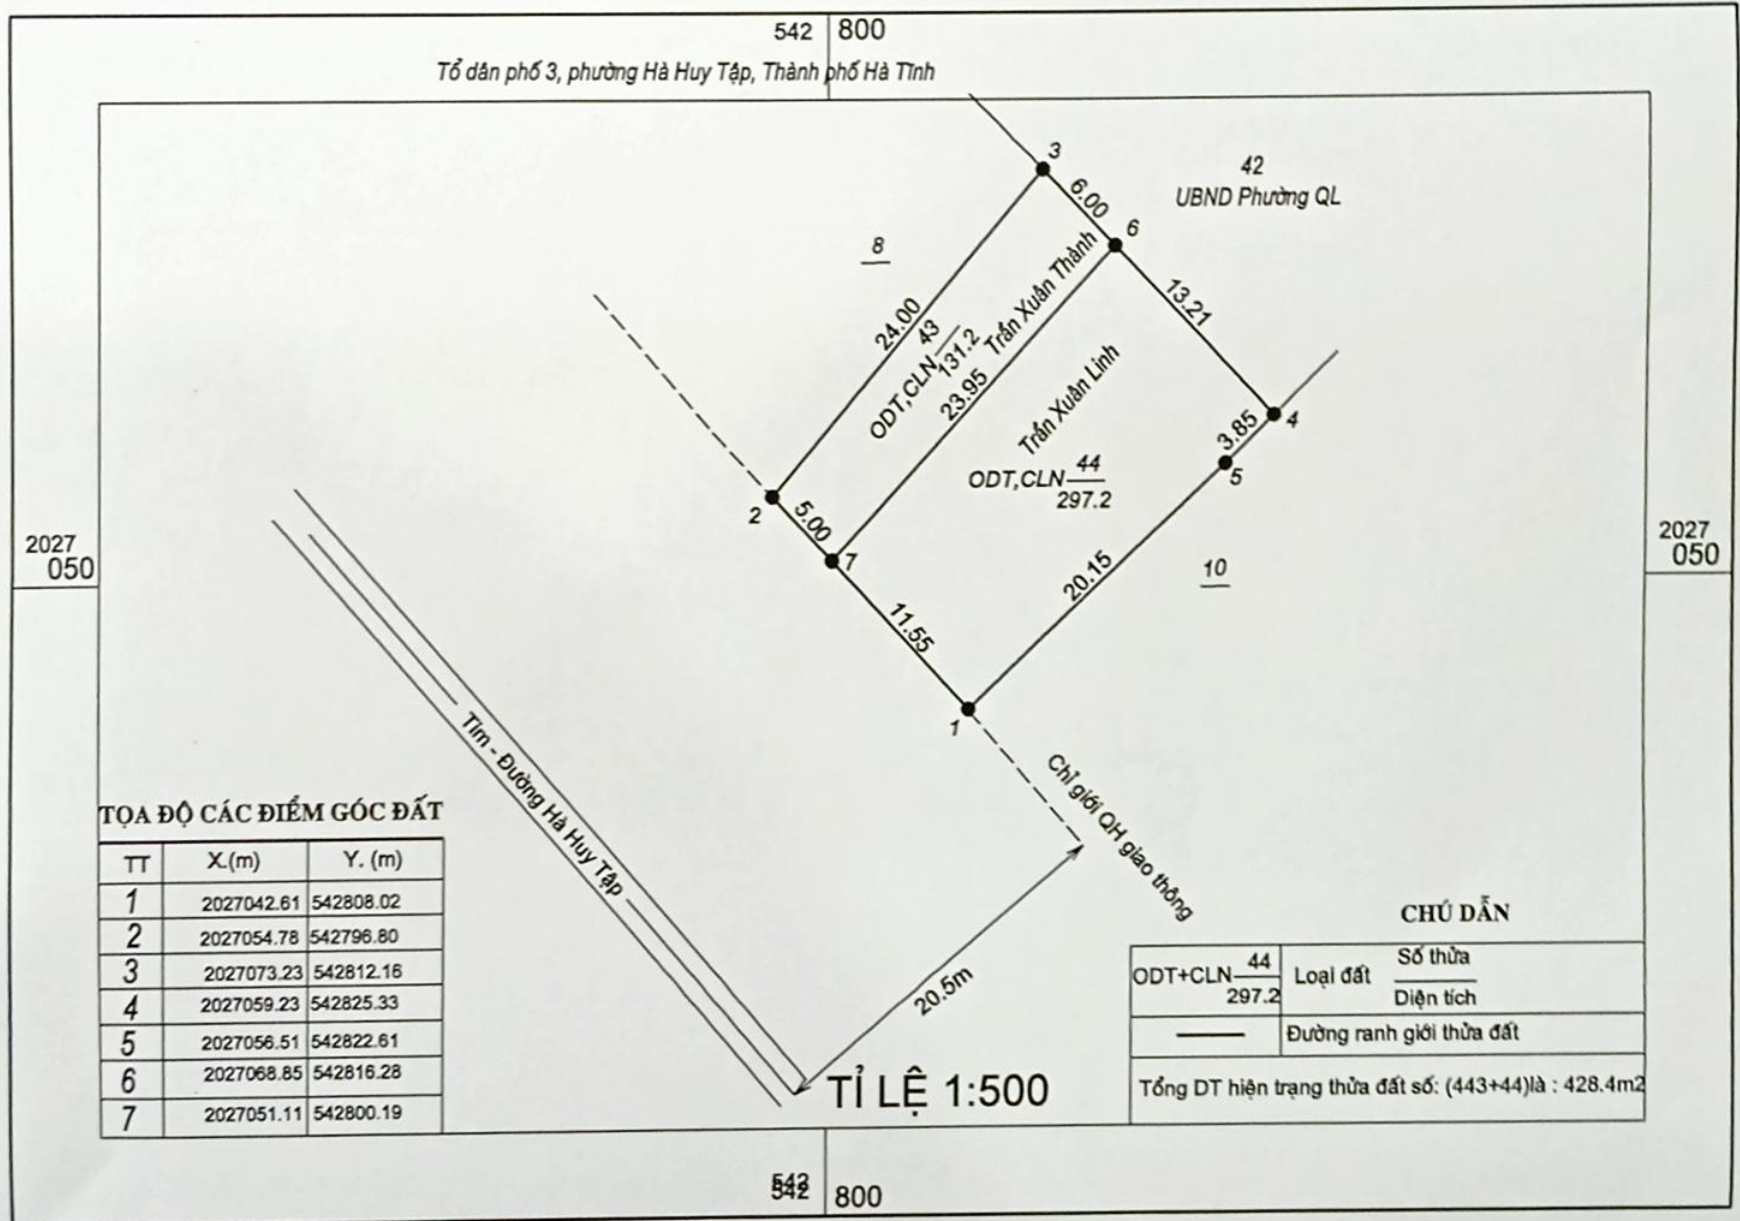 542 800
Tổ dân phố 3, phường Hà Huy Tập, Thành phố Hà Tĩnh
3
42
UBND Phường QL
6.00
6
8
13.21
24.00
43
ODT,CLN
131.2
Trần Xuân Thành
23.95
Trần Xuân Linh
4
3.85
5
44
ODT,CLN
297.2
2
5.00
7
2027
050
2027
050
10
20.15
11.55
1
Tim - Đường Hà Huy Tập
Chỉ giới QH giao thông
20.5m
TỌA ĐỘ CÁC ĐIỂM GÓC ĐẤT
TT X.(m) Y. (m)
1 2027042.61 542808.02
2 2027054.78 542796.80
3 2027073.23 542812.16
4 2027059.23 542825.33
5 2027056.51 542822.61
6 2027068.85 542816.28
7 2027051.11 542800.19
TỈ LỆ 1:500
CHÚ DẪN
ODT+CLN 44 Loại đất Số thửa
297.2 Diện tích
Đường ranh giới thửa đất
Tổng DT hiện trạng thửa đất số: (443+44)là : 428.4m2
542 800